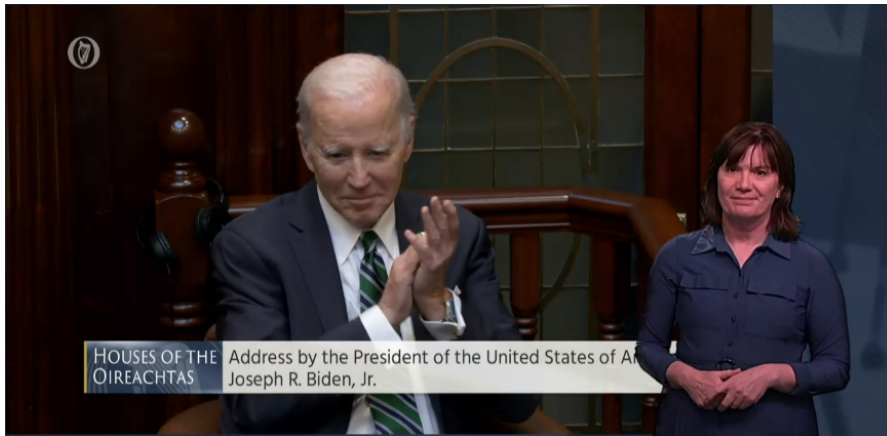 HOUSES OF THE
OIREACHTAS
Address by the President of the United States of A
Joseph R. Biden, Jr.